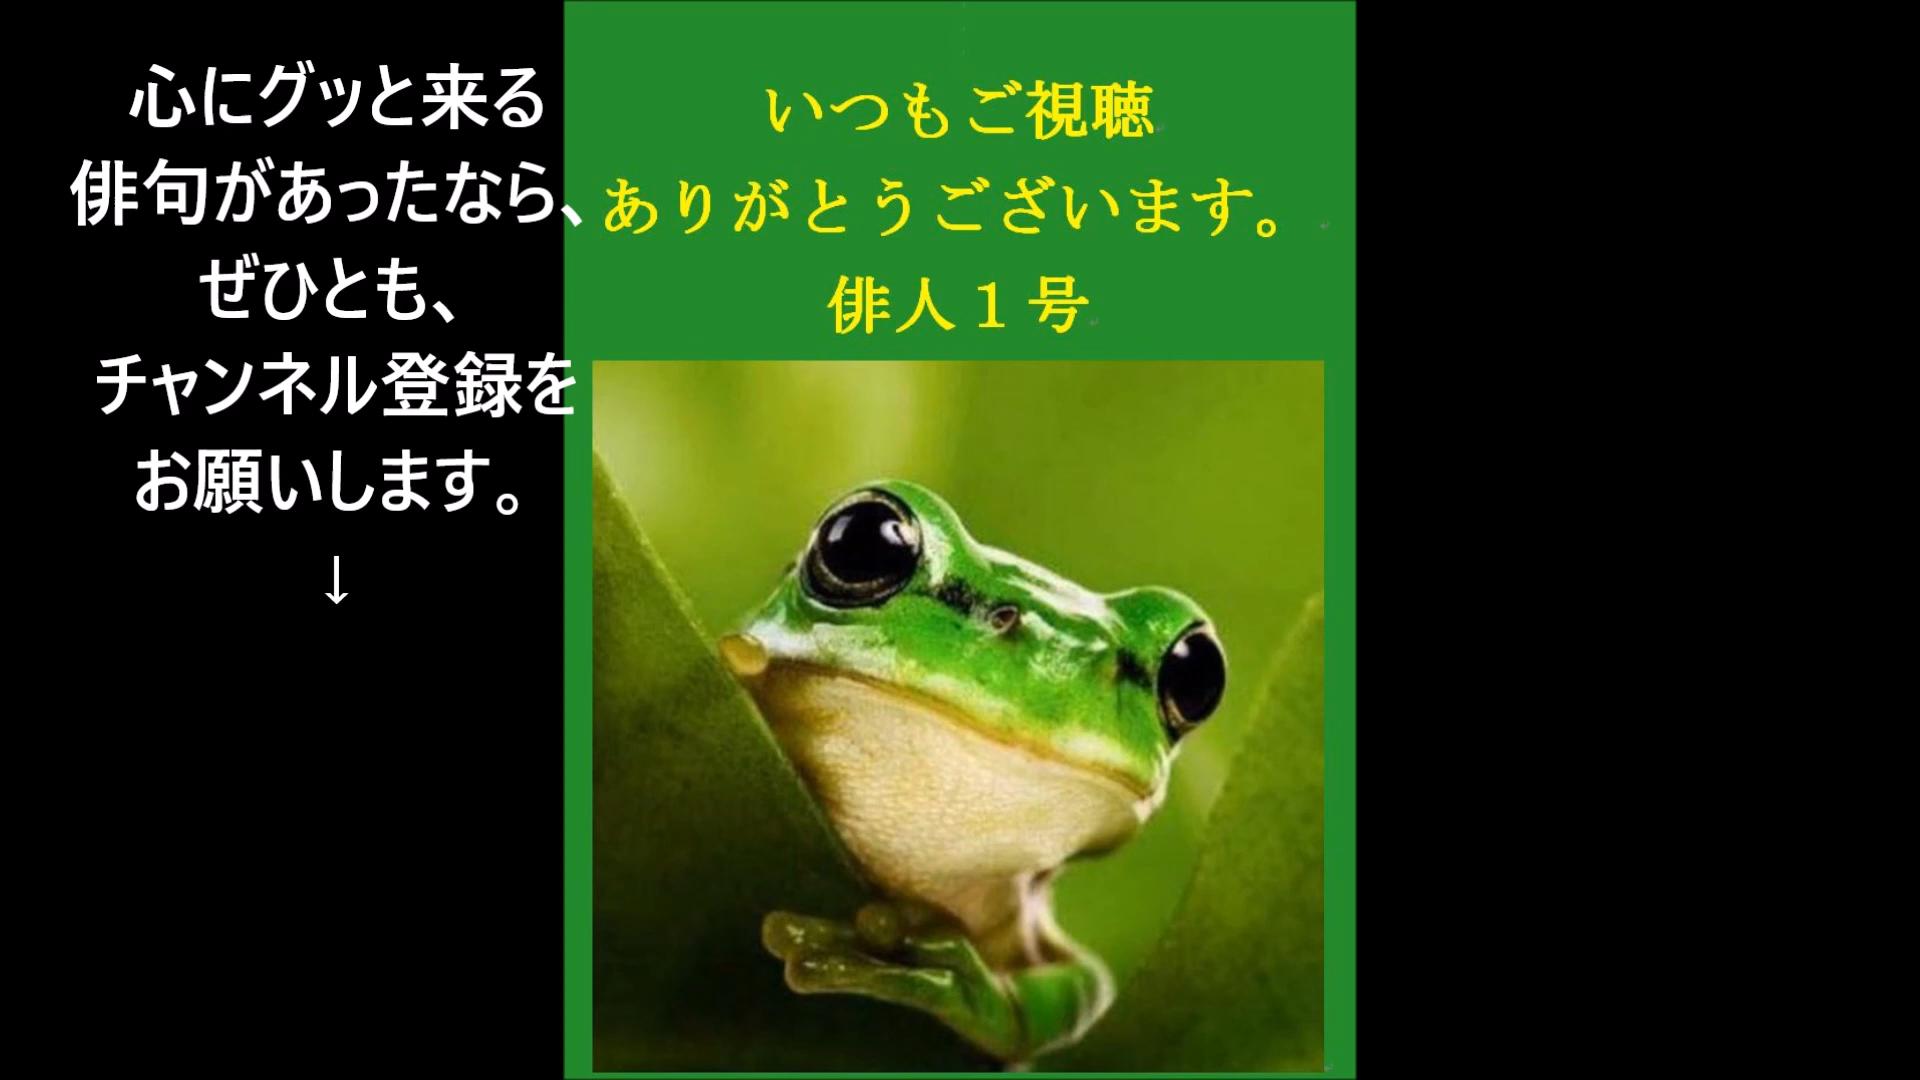 心にグッと来る
俳句があったなら、
ぜひとも、
チャンネル登録を
お願いします。
↓
いつもご視聴
ありがとうございます。
俳人１号